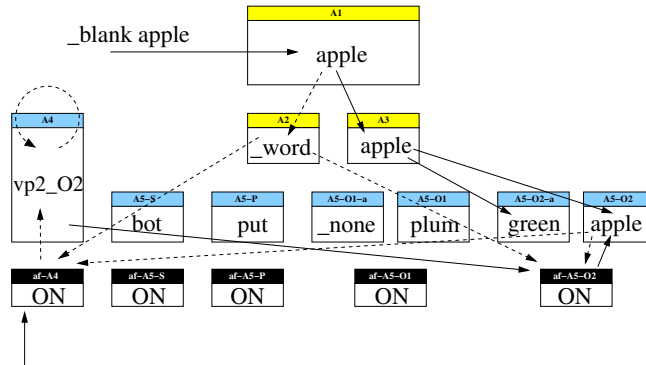 A1
_blank apple
apple
A4
A2
A3
_word
apple
vp2_O2
A5-S
A5-P
A5-O1-a
A5-O1
A5-O2-a
A5-O2
bot
put
_none
plum
green
apple
af-A4
af-A5-S
af-A5-P
af-A5-O1
af-A5-O2
ON
ON
ON
ON
ON